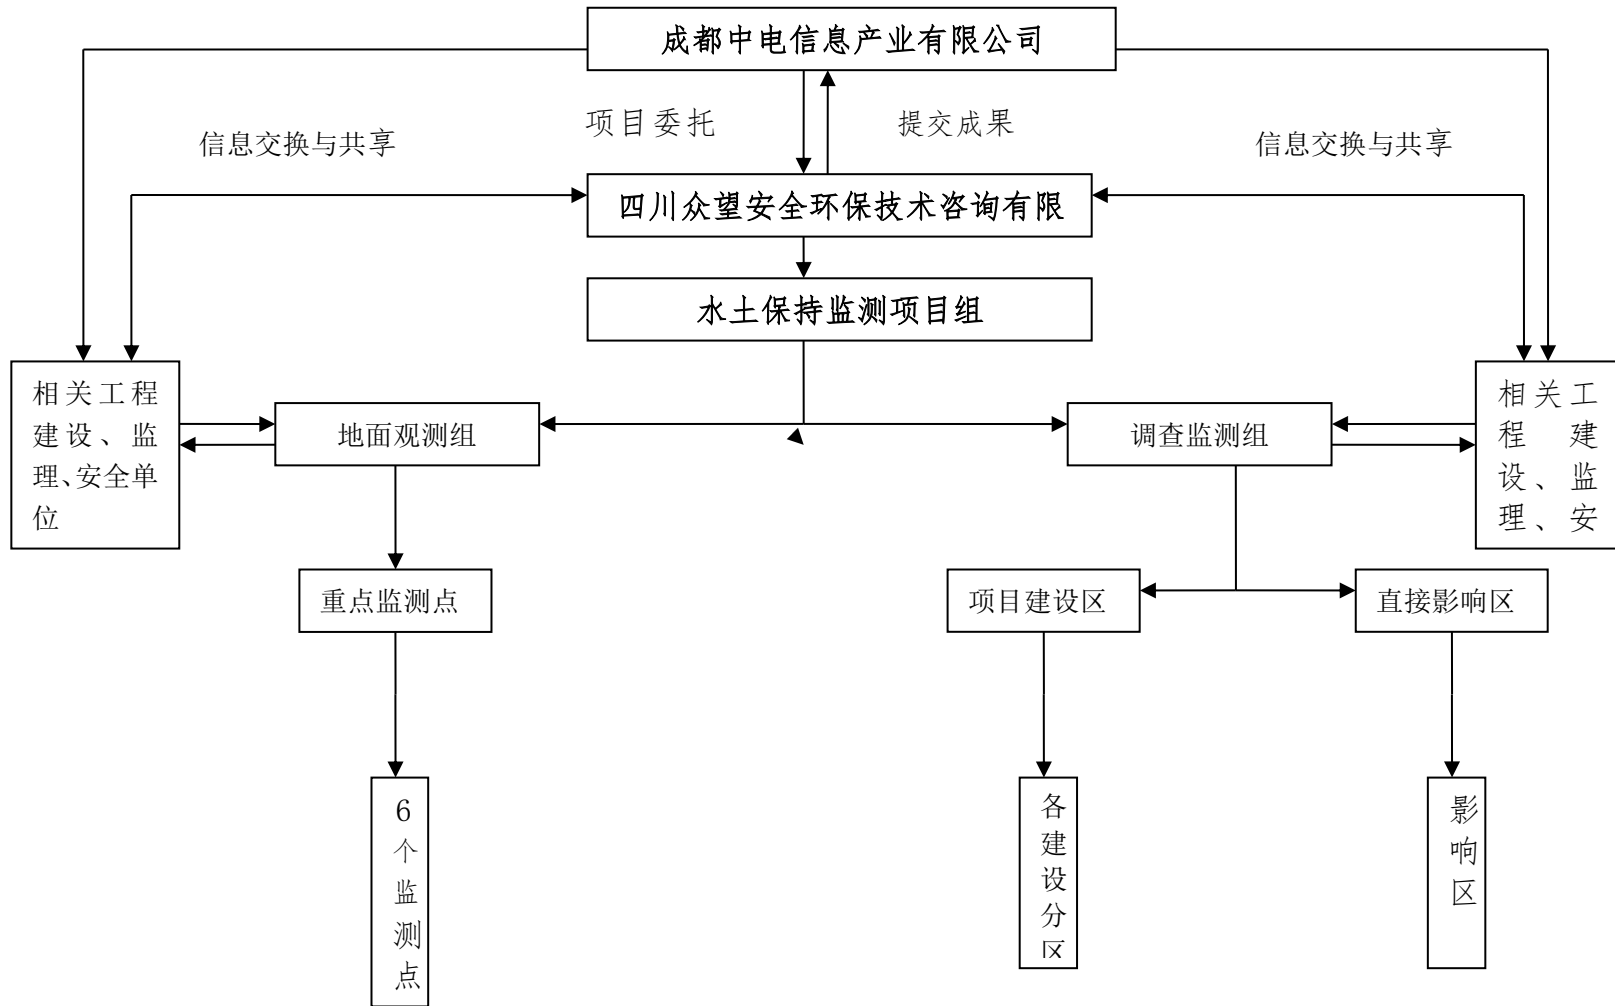 成都中电信息产业有限公司
项目委托
提交成果
信息交换与共享
信息交换与共享
四川众望安全环保技术咨询有限
水土保持监测项目组
相关工程
建设、监
理、安全单
位
地面观测组
调查监测组
相关工
程建
设、监
理、安
重点监测点
项目建设区
直接影响区
6
个
监
测
点
各
建
设
分
区
影
响
区